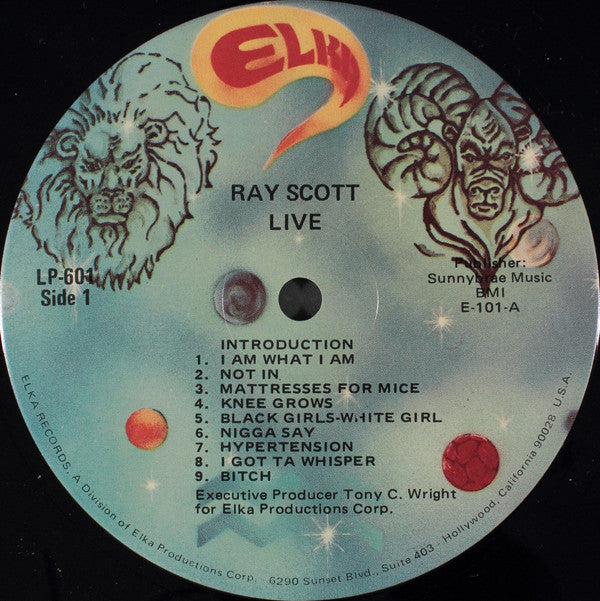 ELKA
RAY SCOTT
LIVE
LP-601
Side 1
Publisher:
Sunnybrae Music
BMI
E-101-A
INTRODUCTION
1. I AM WHAT I AM
2. NOT IN
3. MATTRESSES FOR MICE
4. KNEE GROWS
5. BLACK GIRLS-WHITE GIRL
6. NIGGA SAY
7. HYPERTENSION
8. I GOT TA WHISPER
9. BITCH
Executive Producer Tony C. Wright
for Elka Productions Corp.
ELKA RECORDS, A Division of Elka Productions Corp., 6290 Sunset Blvd., Suite 403 · Hollywood, California 90028 U.S.A.